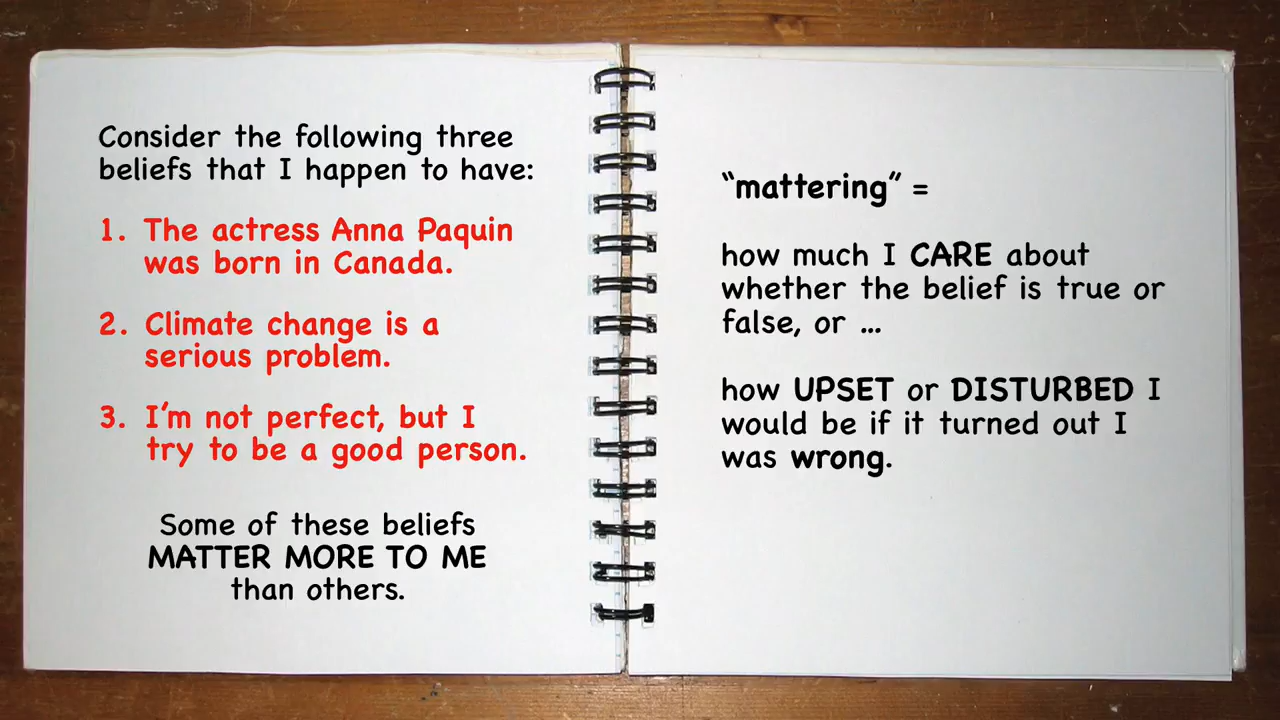 Consider the following three
beliefs that I happen to have:
1. The actress Anna Paquin
was born in Canada.
2. Climate change is a
serious problem.
3. I'm not perfect, but I
try to be a good person.
Some of these beliefs
MATTER MORE TO ME
than others.
“mattering” =
how much I CARE about
whether the belief is true or
false, or ...
how UPSET or DISTURBED I
would be if it turned out I
was wrong.